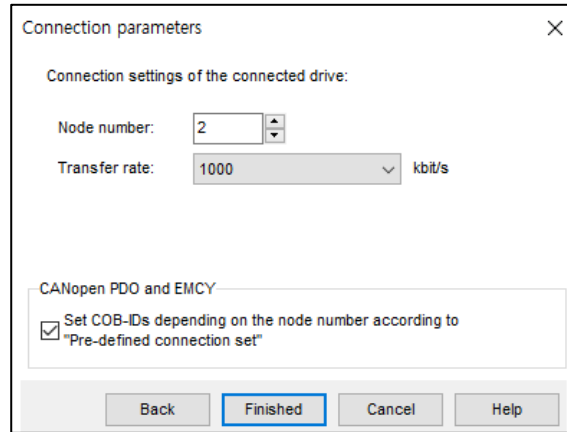 Connection parameters
Connection settings of the connected drive:
Node number: 2
Transfer rate: 1000 kbit/s
CANopen PDO and EMCY
Set COB-IDs depending on the node number according to
"Pre-defined connection set"
Back Finished Cancel Help